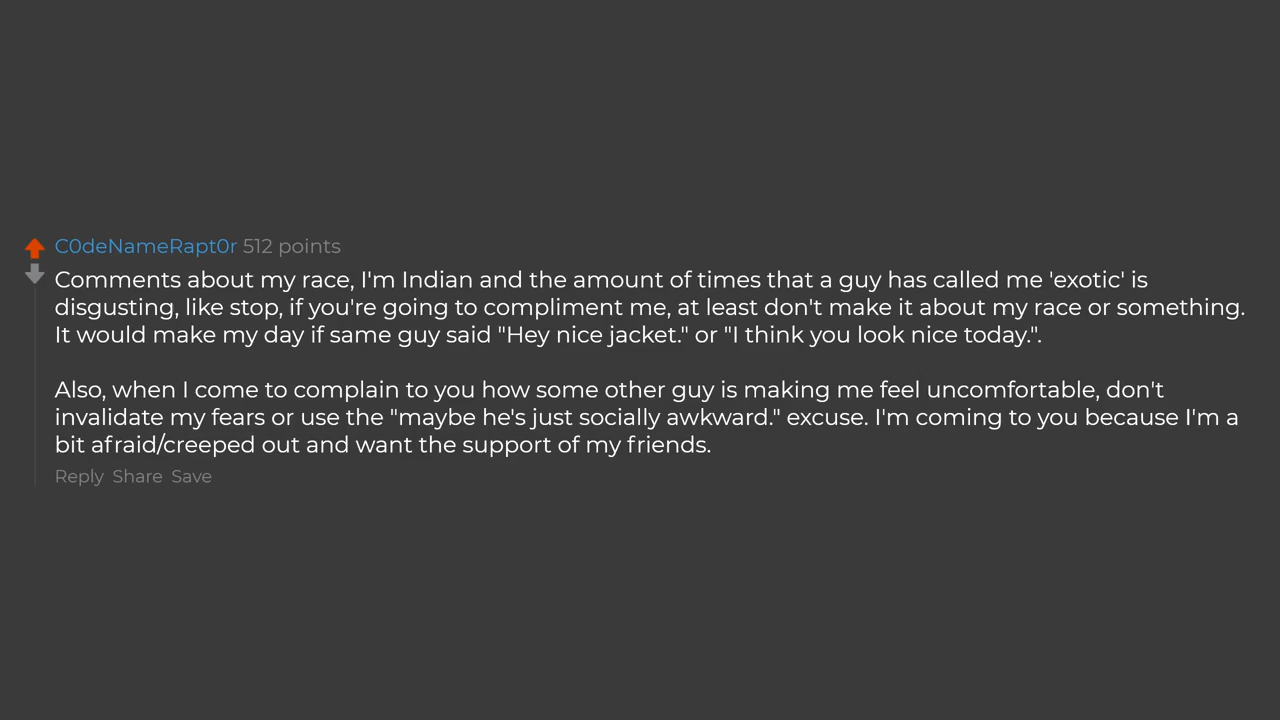 C0deNameRapt0r 512 points
Comments about my race, I'm Indian and the amount of times that a guy has called me 'exotic' is
disgusting, like stop, if you're going to compliment me, at least don't make it about my race or something.
It would make my day if same guy said "Hey nice jacket." or "I think you look nice today.".
Also, when I come to complain to you how some other guy is making me feel uncomfortable, don't
invalidate my fears or use the "maybe he's just socially awkward." excuse. I'm coming to you because I'm a
bit afraid/creeped out and want the support of my friends.
Reply Share Save